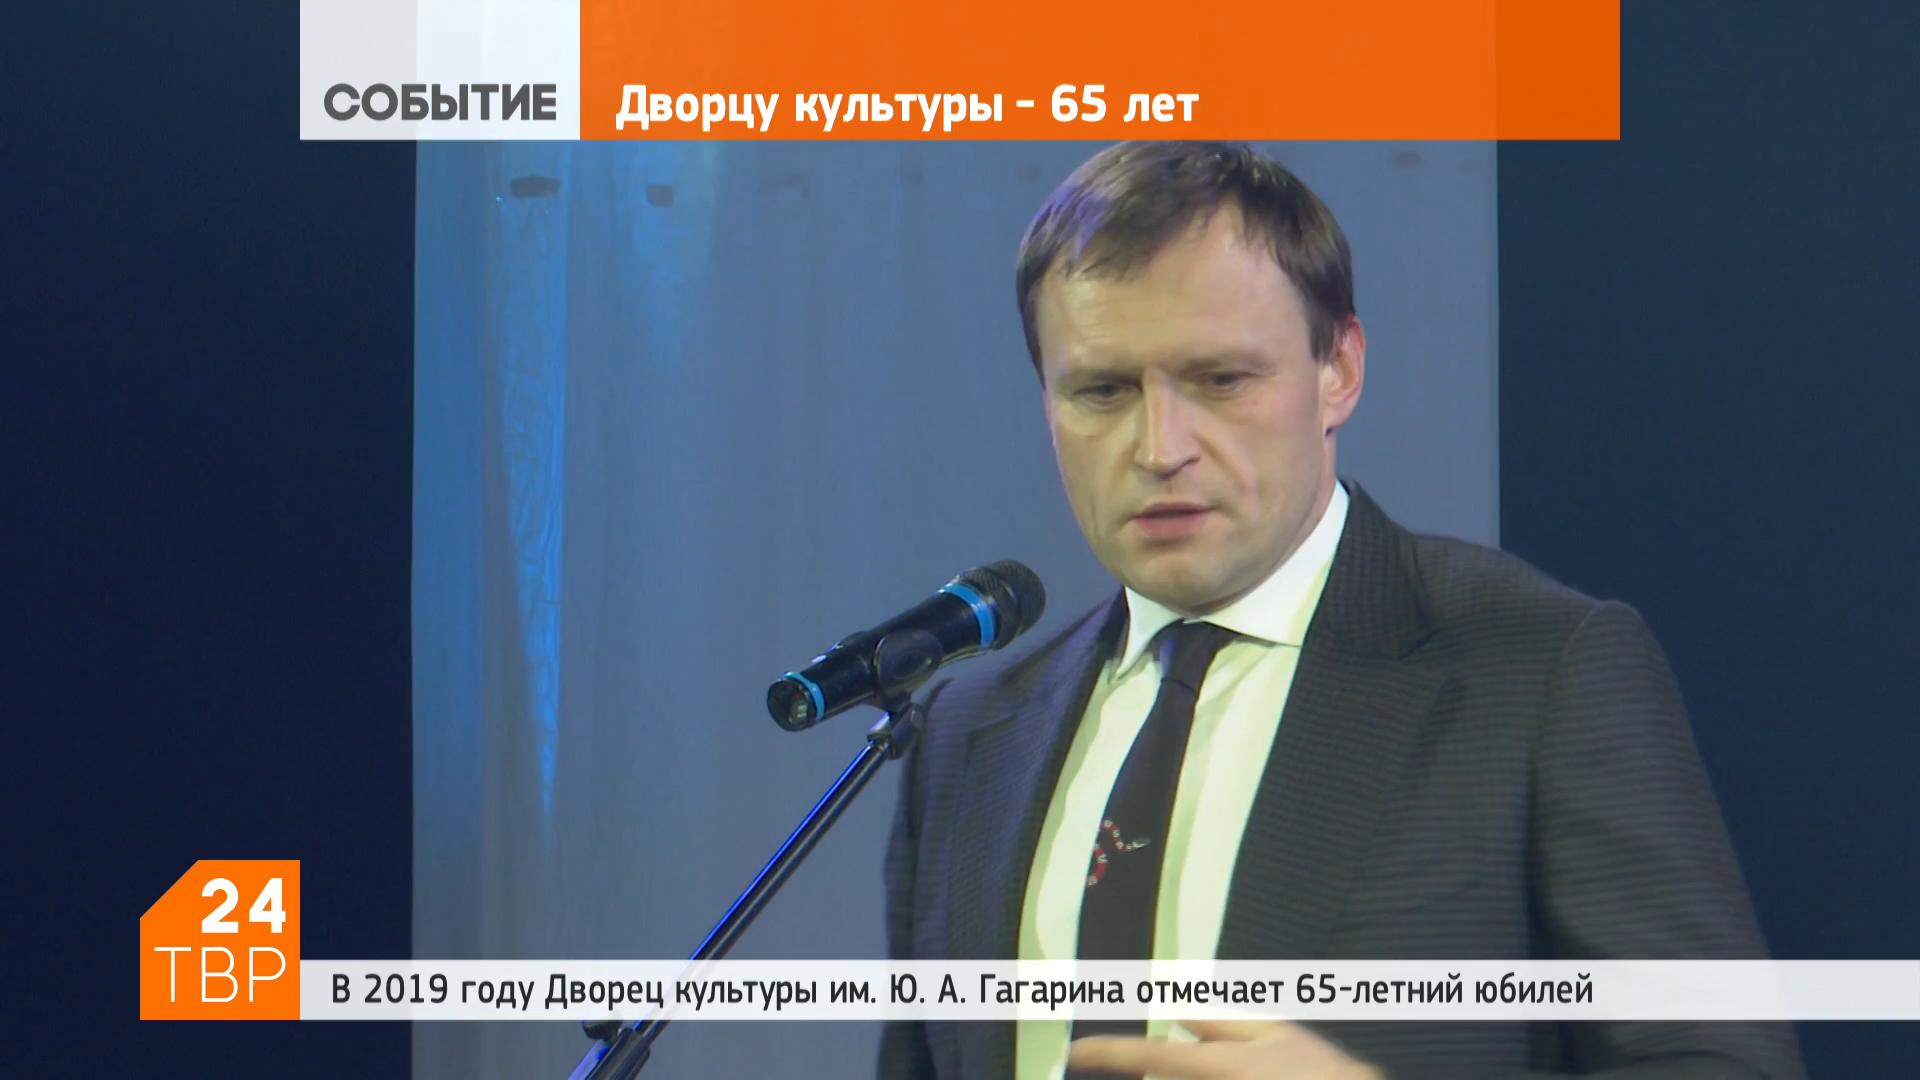 СОБЫТИЕ
Дворцу культуры - 65 лет
24
ТВР
В 2019 году Дворец культуры им. Ю. А. Гагарина отмечает 65-летний юбилей